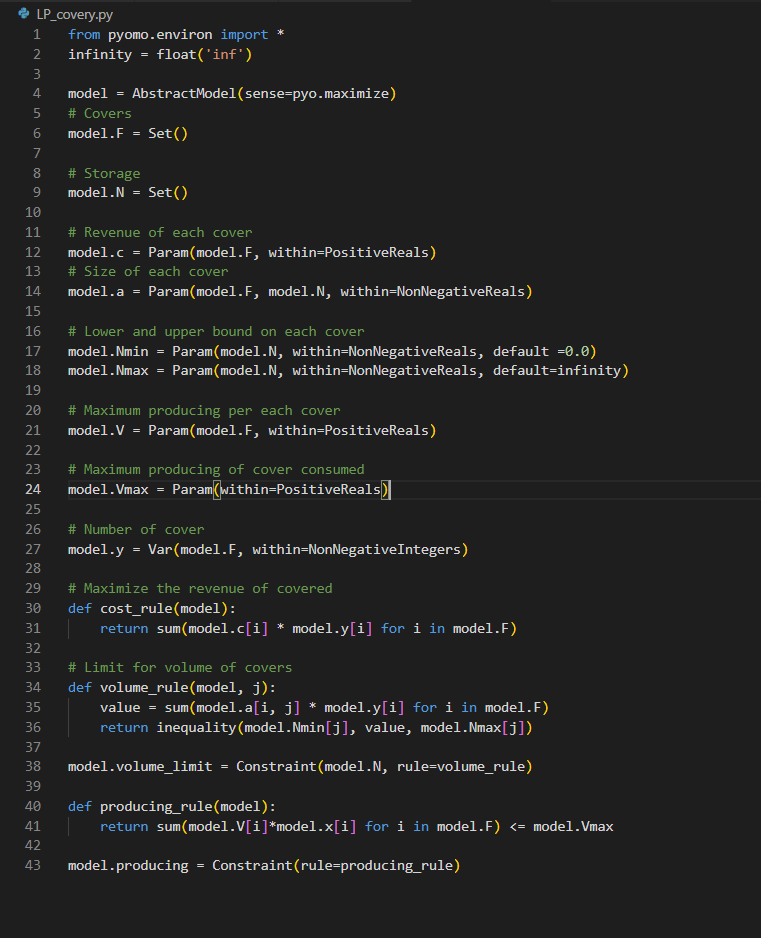 LP_covery.py
1 from pyomo.environ import *
2 infinity = float('inf')
3
4 model = AbstractModel(sense=pyo.maximize)
5 # Covers
6 model.F = Set()
7
8 # Storage
9 model.N = Set()
10
11 # Revenue of each cover
12 model.c = Param(model.F, within=PositiveReals)
13 # Size of each cover
14 model.a = Param(model.F, model.N, within=NonNegativeReals)
15
16 # Lower and upper bound on each cover
17 model.Nmin = Param(model.N, within=NonNegativeReals, default =0.0)
18 model.Nmax = Param(model.N, within=NonNegativeReals, default=infinity)
19
20 # Maximum producing per each cover
21 model.V = Param(model.F, within=PositiveReals)
22
23 # Maximum producing of cover consumed
24 model.Vmax = Param(within=PositiveReals)
25
26 # Number of cover
27 model.y = Var(model.F, within=NonNegativeIntegers)
28
29 # Maximize the revenue of covered
30 def cost_rule(model):
31     return sum(model.c[i] * model.y[i] for i in model.F)
32
33 # Limit for volume of covers
34 def volume_rule(model, j):
35     value = sum(model.a[i, j] * model.y[i] for i in model.F)
36     return inequality(model.Nmin[j], value, model.Nmax[j])
37
38 model.volume_limit = Constraint(model.N, rule=volume_rule)
39
40 def producing_rule(model):
41     return sum(model.V[i]*model.x[i] for i in model.F) <= model.Vmax
42
43 model.producing = Constraint(rule=producing_rule)